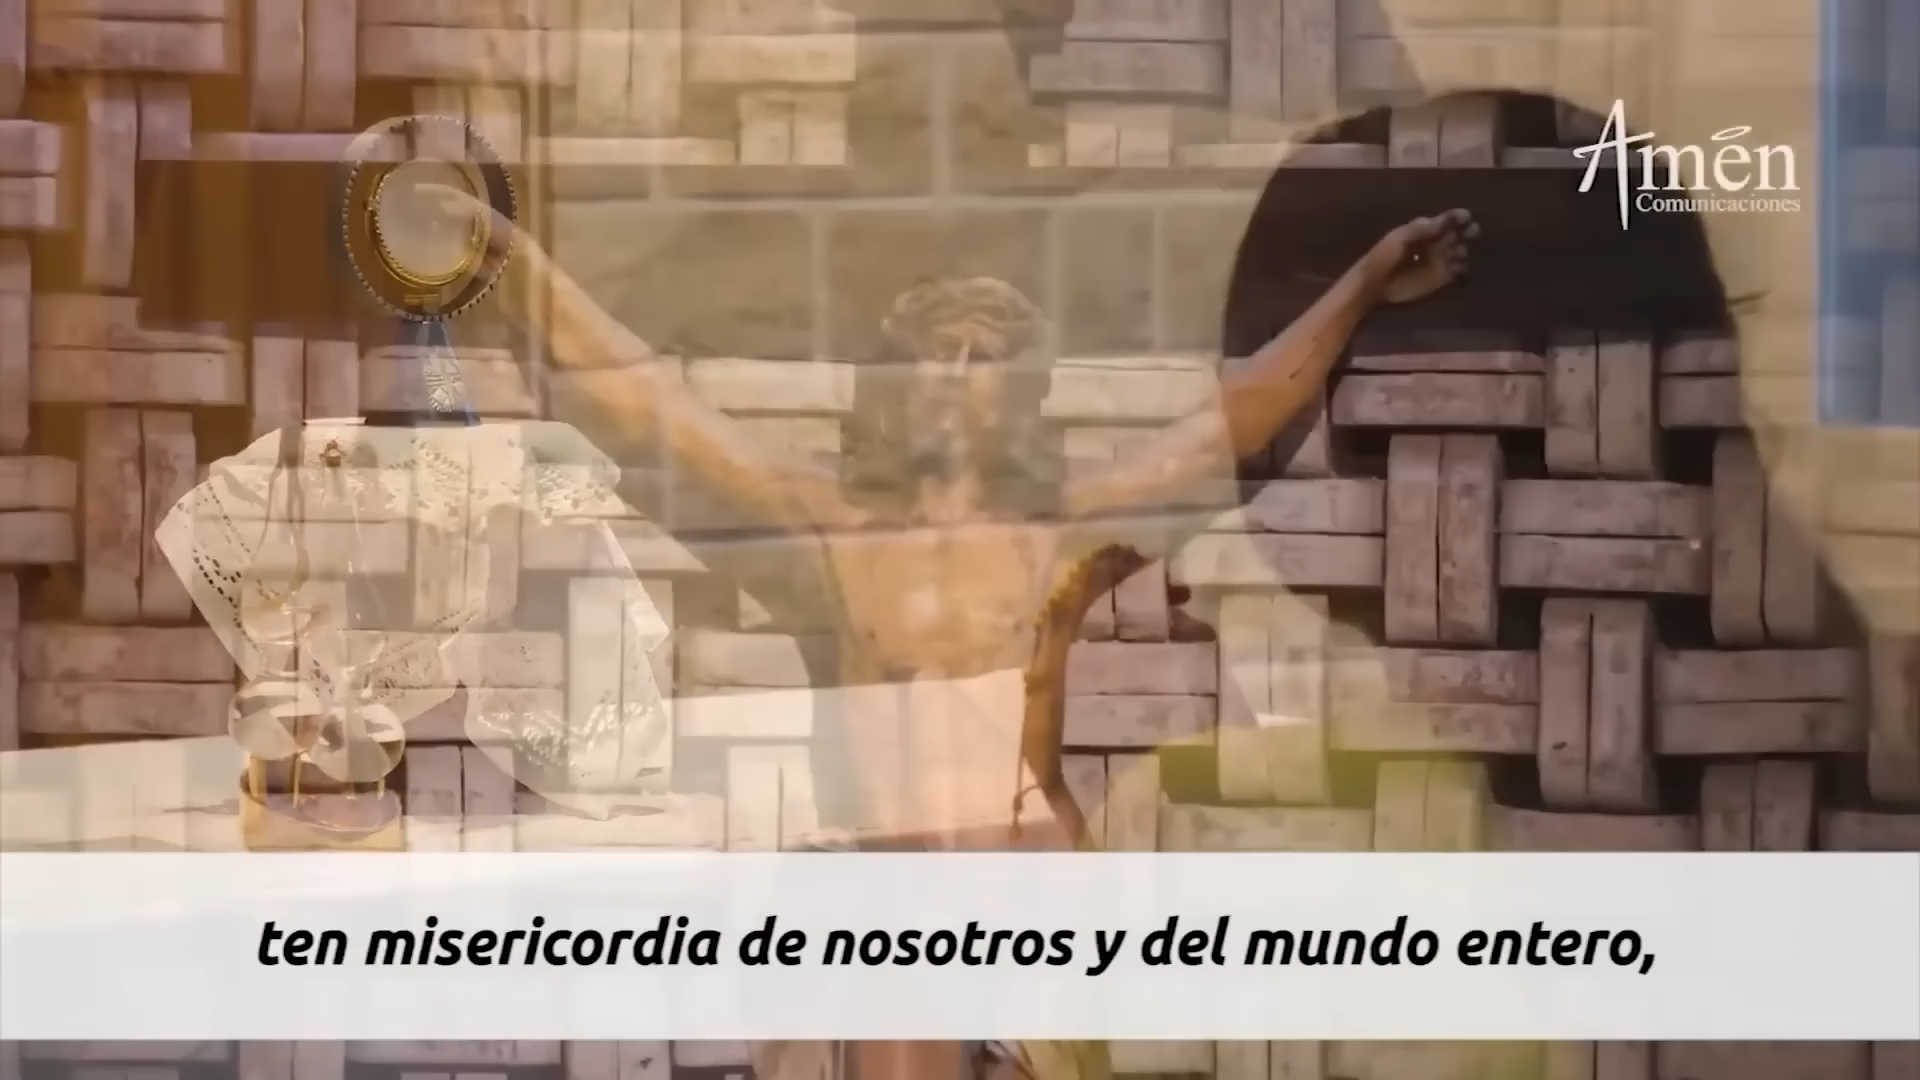 Amén
Comunicaciones
ten misericordia de nosotros y del mundo entero,